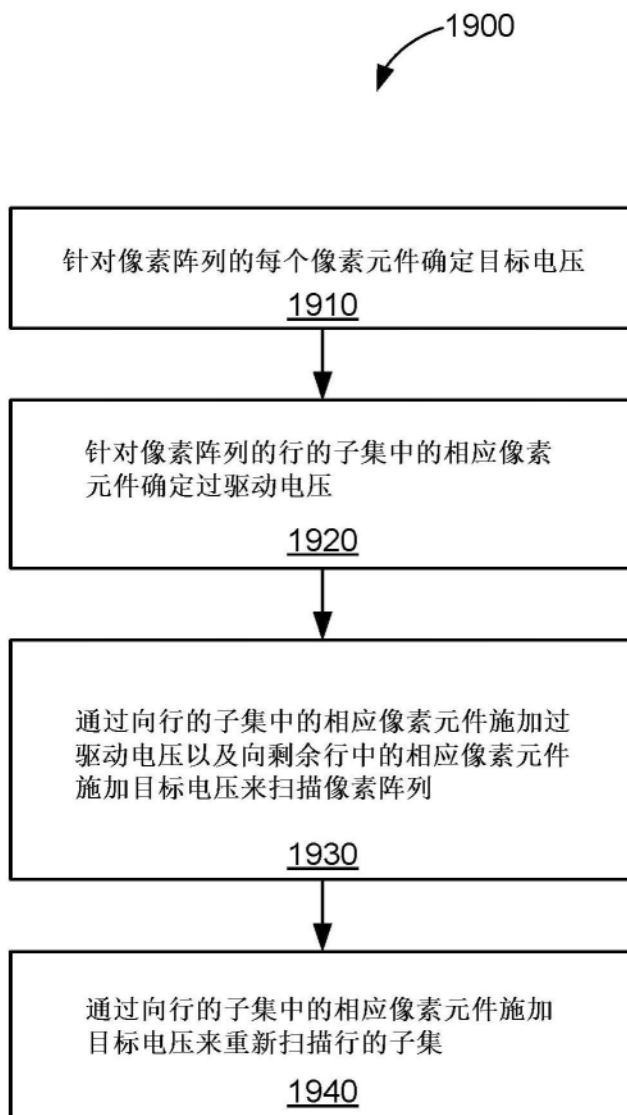 1900
针对像素阵列的每个像素元件确定目标电压
1910
针对像素阵列的行的子集中的相应像素
元件确定过驱动电压
1920
通过向行的子集中的相应像素元件施加过
驱动电压以及向剩余行中的相应像素元件
施加目标电压来扫描像素阵列
1930
通过向行的子集中的相应像素元件施加
目标电压来重新扫描行的子集
1940